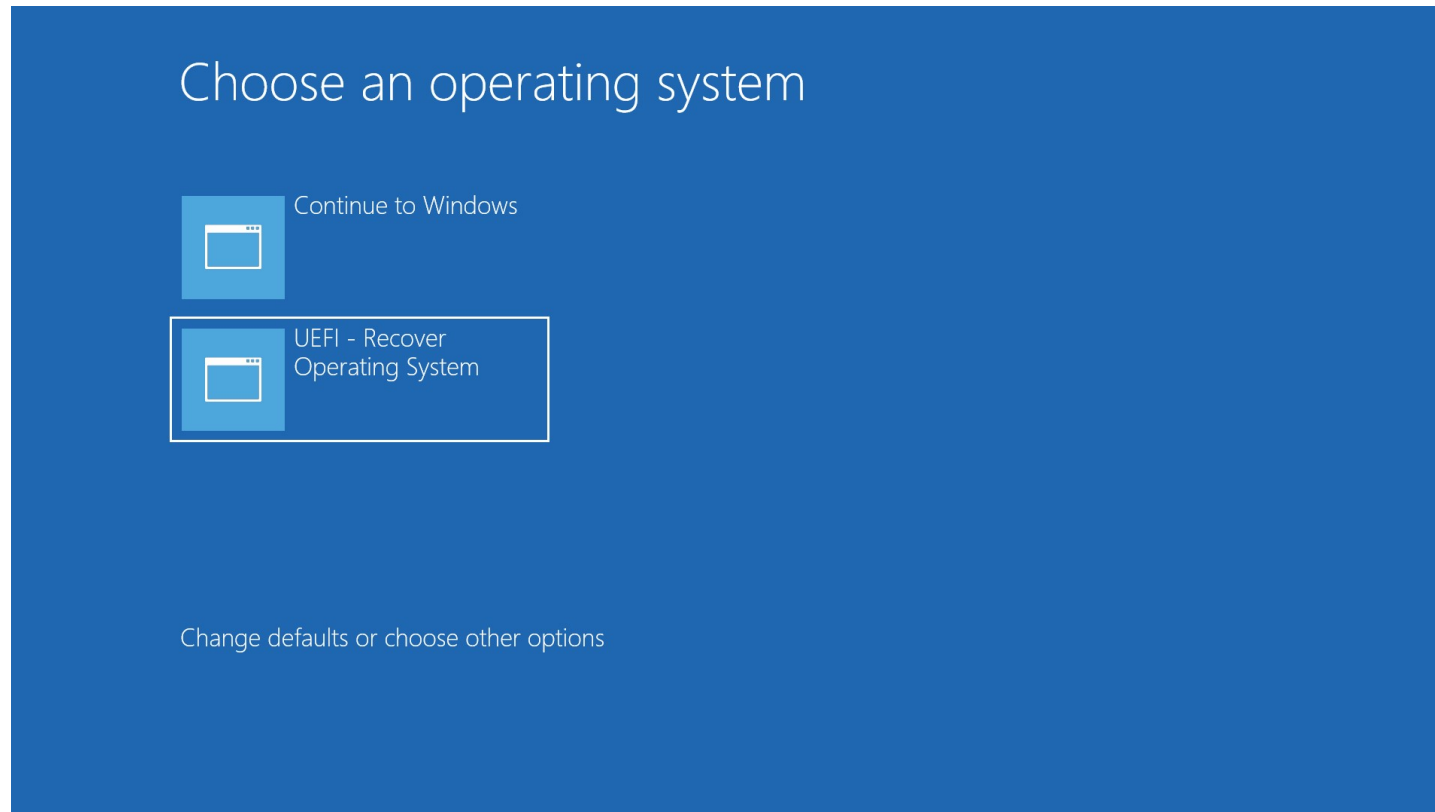 Choose an operating system
Continue to Windows
UEFI - Recover
Operating System
Change defaults or choose other options